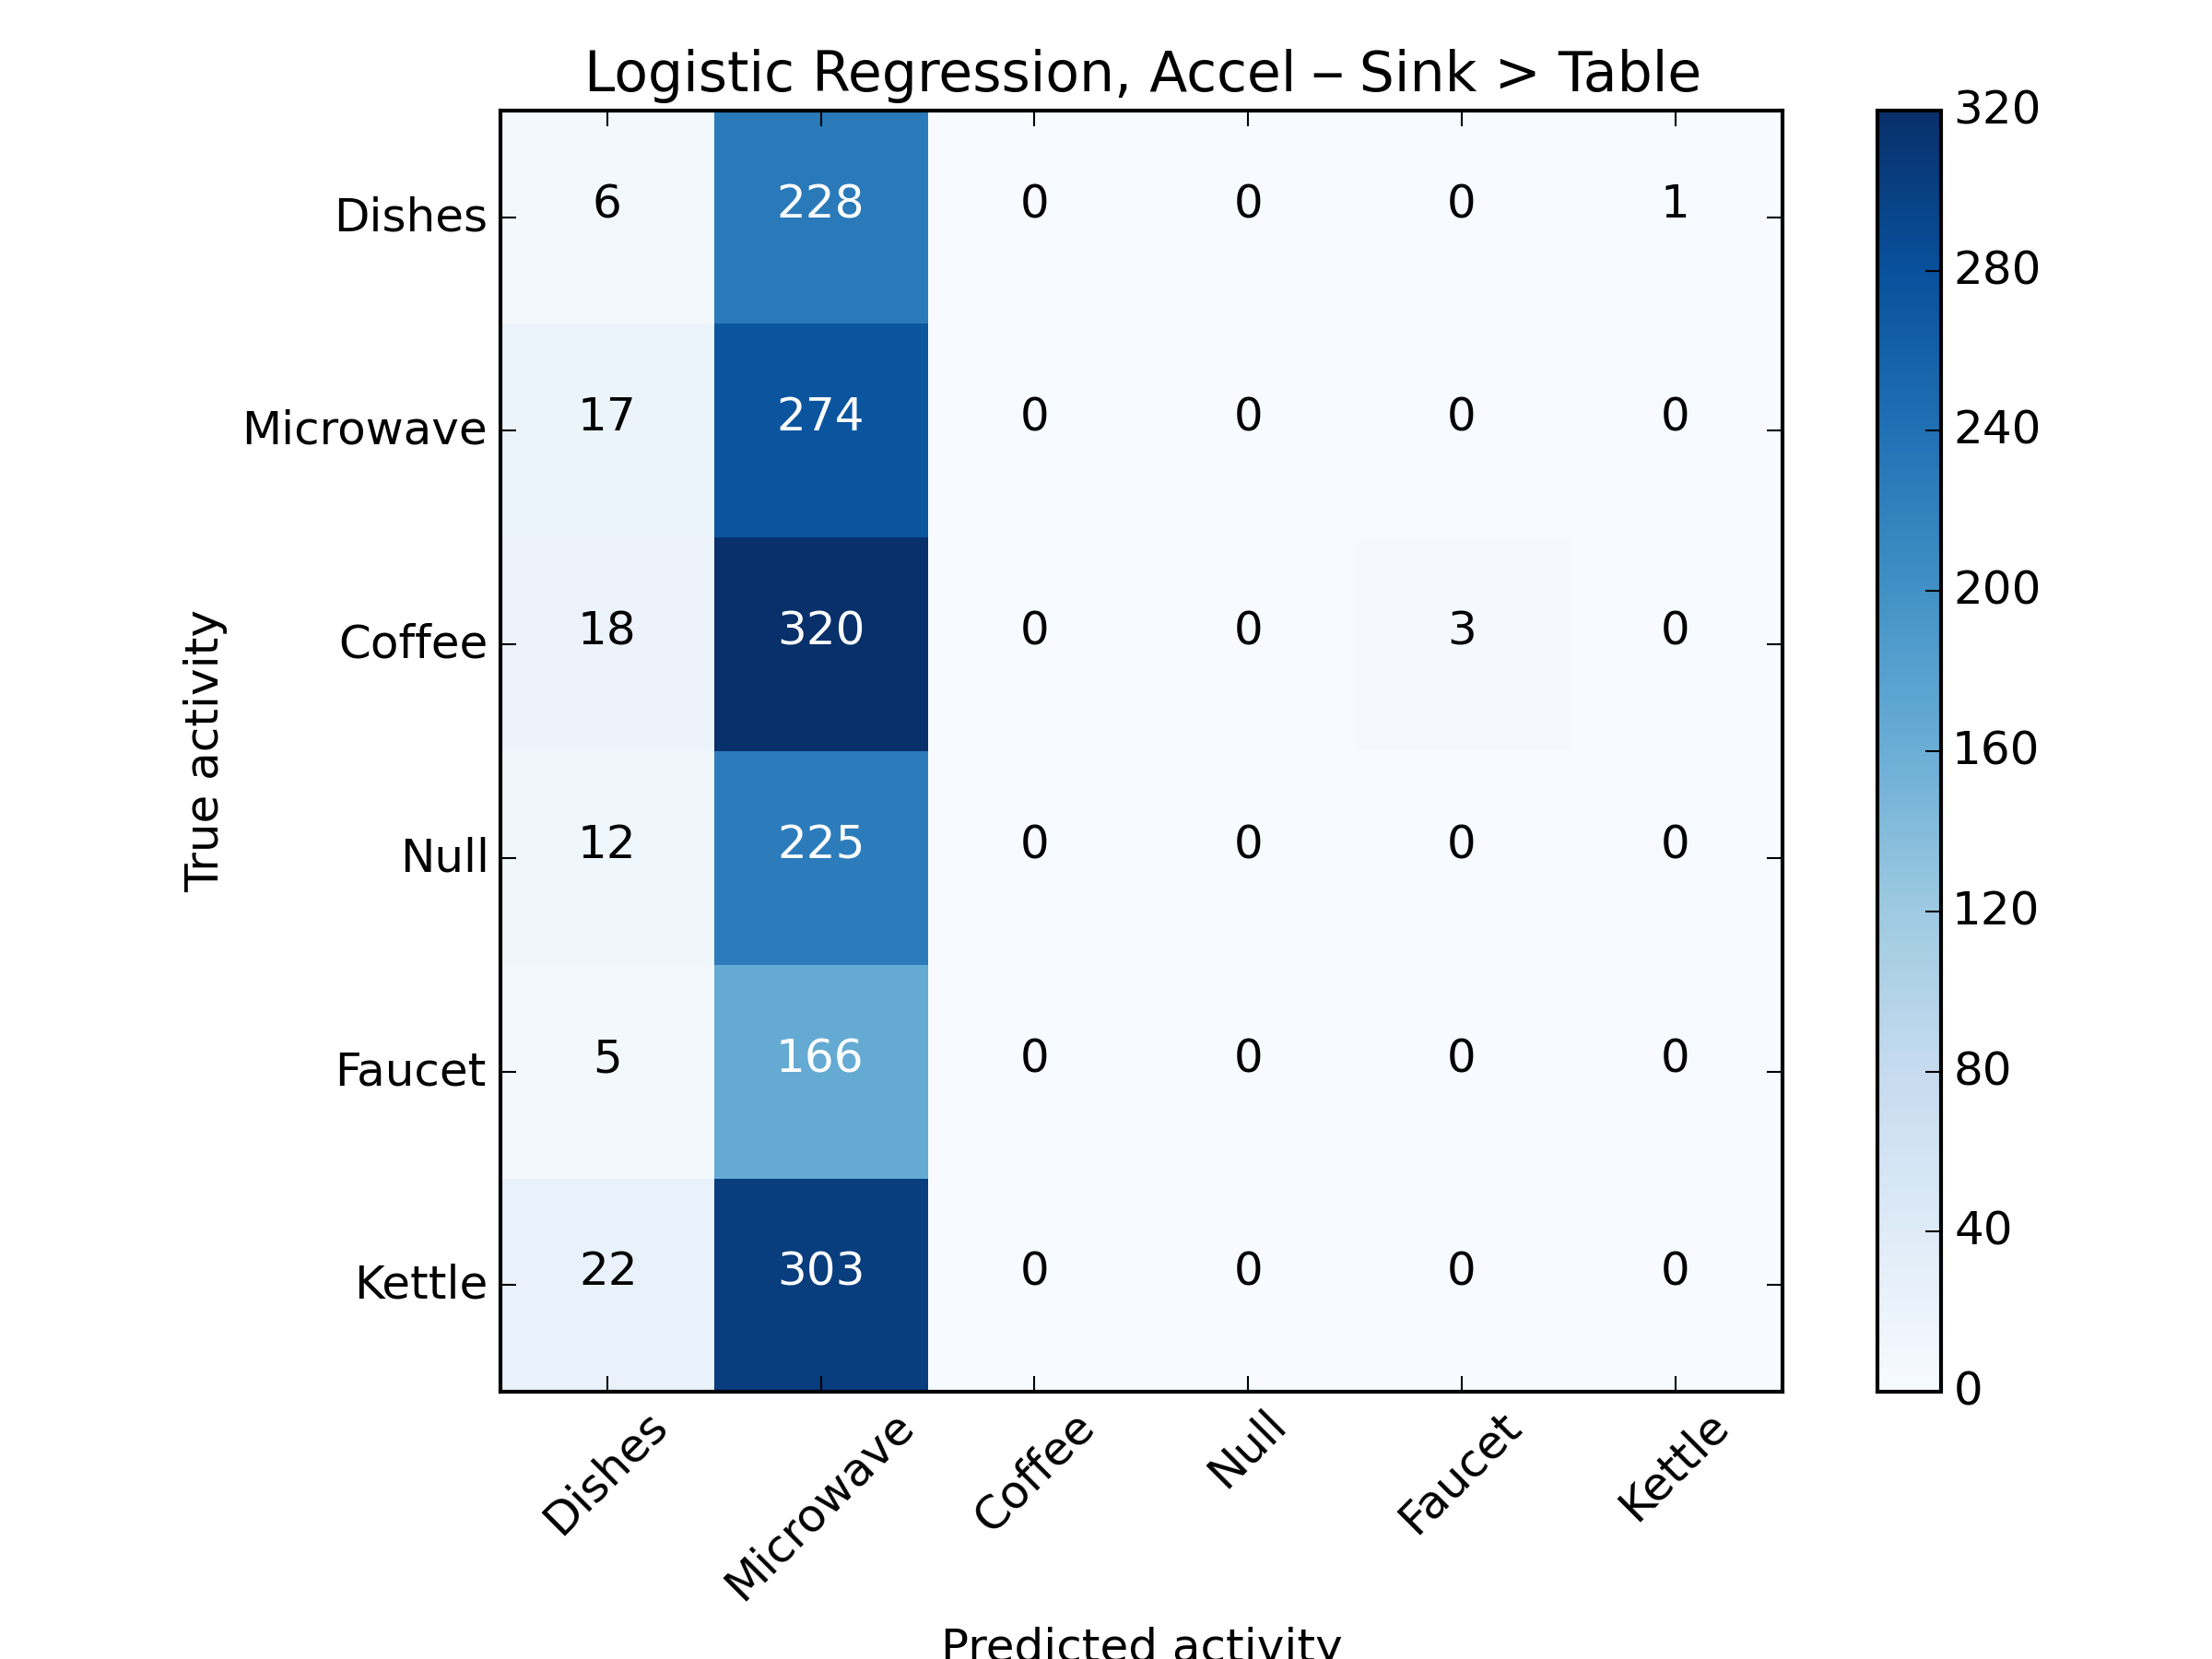 Logistic Regression, Accel – Sink > Table
Dishes 6 228 0 0 0 1
Microwave 17 274 0 0 0 0
Coffee 18 320 0 0 3 0
Null 12 225 0 0 0 0
Faucet 5 166 0 0 0 0
Kettle 22 303 0 0 0 0
True activity
Dishes Microwave Coffee Null Faucet Kettle
Predicted activity
320
280
240
200
160
120
80
40
0